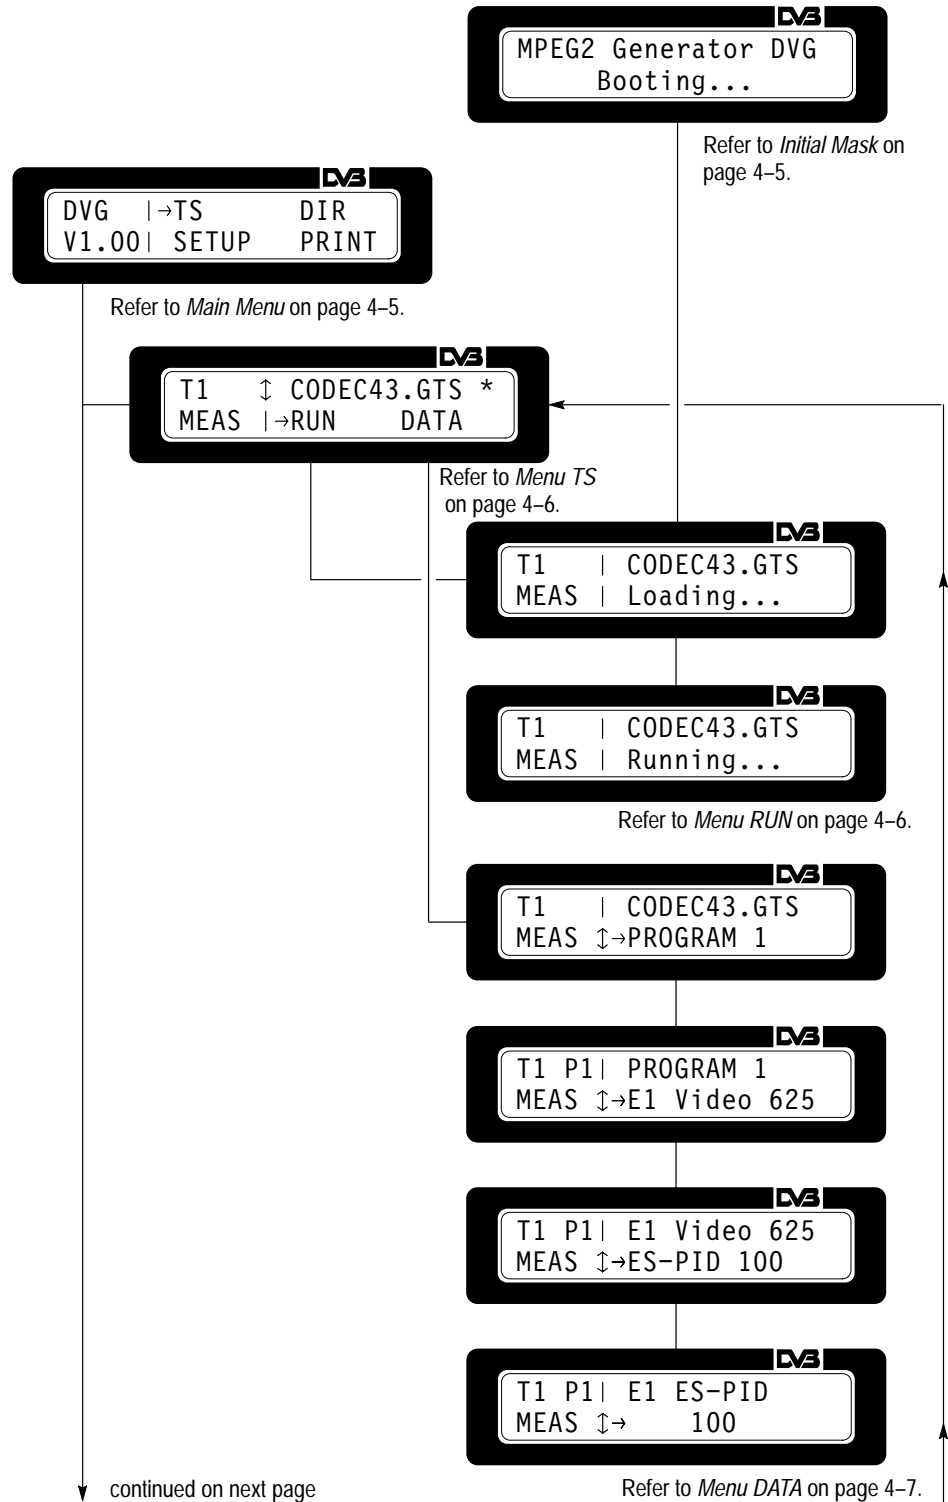 DVB
MPEG2 Generator DVG
Booting...
Refer to Initial Mask on
page 4–5.
DVB
DVG |→TS DIR
V1.00| SETUP PRINT
Refer to Main Menu on page 4–5.
DVB
T1 ↕ CODEC43.GTS *
MEAS |→RUN DATA
Refer to Menu TS
on page 4–6.
DVB
T1 | CODEC43.GTS
MEAS | Loading...
DVB
T1 | CODEC43.GTS
MEAS | Running...
Refer to Menu RUN on page 4–6.
DVB
T1 | CODEC43.GTS
MEAS ↕→PROGRAM 1
DVB
T1 P1| PROGRAM 1
MEAS ↕→E1 Video 625
DVB
T1 P1| E1 Video 625
MEAS ↕→ES–PID 100
DVB
T1 P1| E1 ES–PID
MEAS ↕→ 100
continued on next page
Refer to Menu DATA on page 4–7.